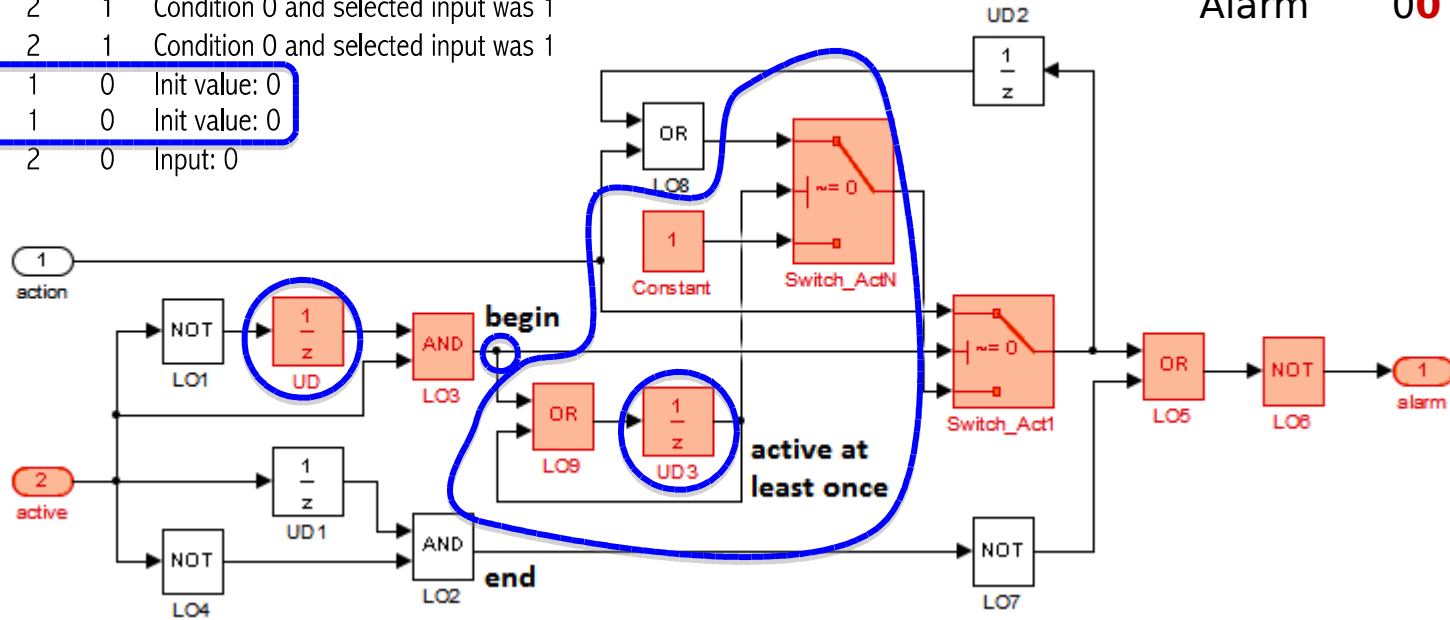 2 1 Condition 0 and selected input was 1
2 1 Condition 0 and selected input was 1
1 0 Init value: 0
1 0 Init value: 0
2 0 Input: 0
Alarm 00
UD2
1
z
OR
LO8
~= 0
Switch_ActN
1
Constant
1
action
NOT
LO1
1
z
UD
AND
LO3
begin
~= 0
Switch_Act1
OR
LO5
NOT
LO6
1
alarm
OR
LO9
1
z
UD3
active at
least once
2
active
1
z
UD1
NOT
LO4
AND
LO2
end
NOT
LO7